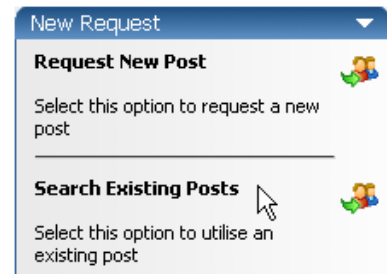 New Request
Request New Post
Select this option to request a new
post
Search Existing Posts
Select this option to utilise an
existing post